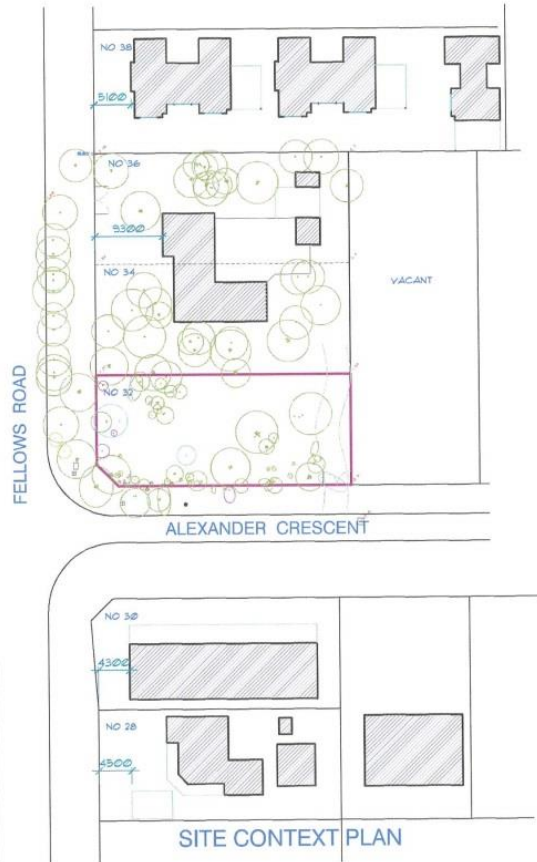 NO 38
5100
NO 36
9300
NO 34
VACANT
NO 32
FELLOWS ROAD
ALEXANDER CRESCENT
NO 30
4300
NO 28
4300
SITE CONTEXT PLAN